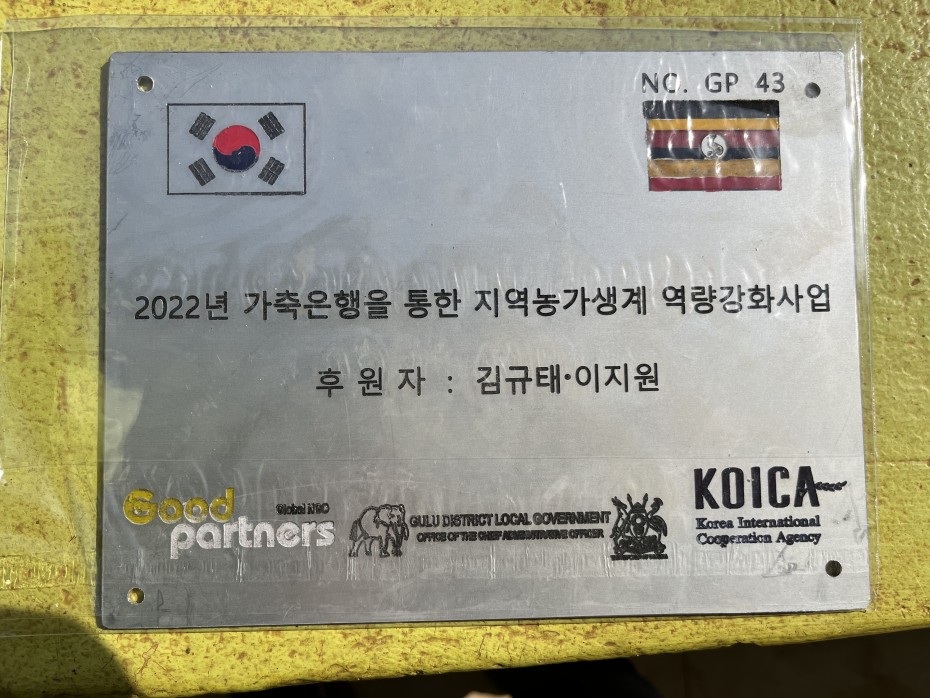 NO. GP 43
2022년 가축은행을 통한 지역농가생계 역량강화사업
후 원 자 : 김규태·이지원
Good
Global NGO
partners
GULU DISTRICT LOCAL GOVERNMENT
OFFICE OF THE CHIEF ADMINISTRATIVE OFFICER
KOICA
Korea International
Cooperation Agency